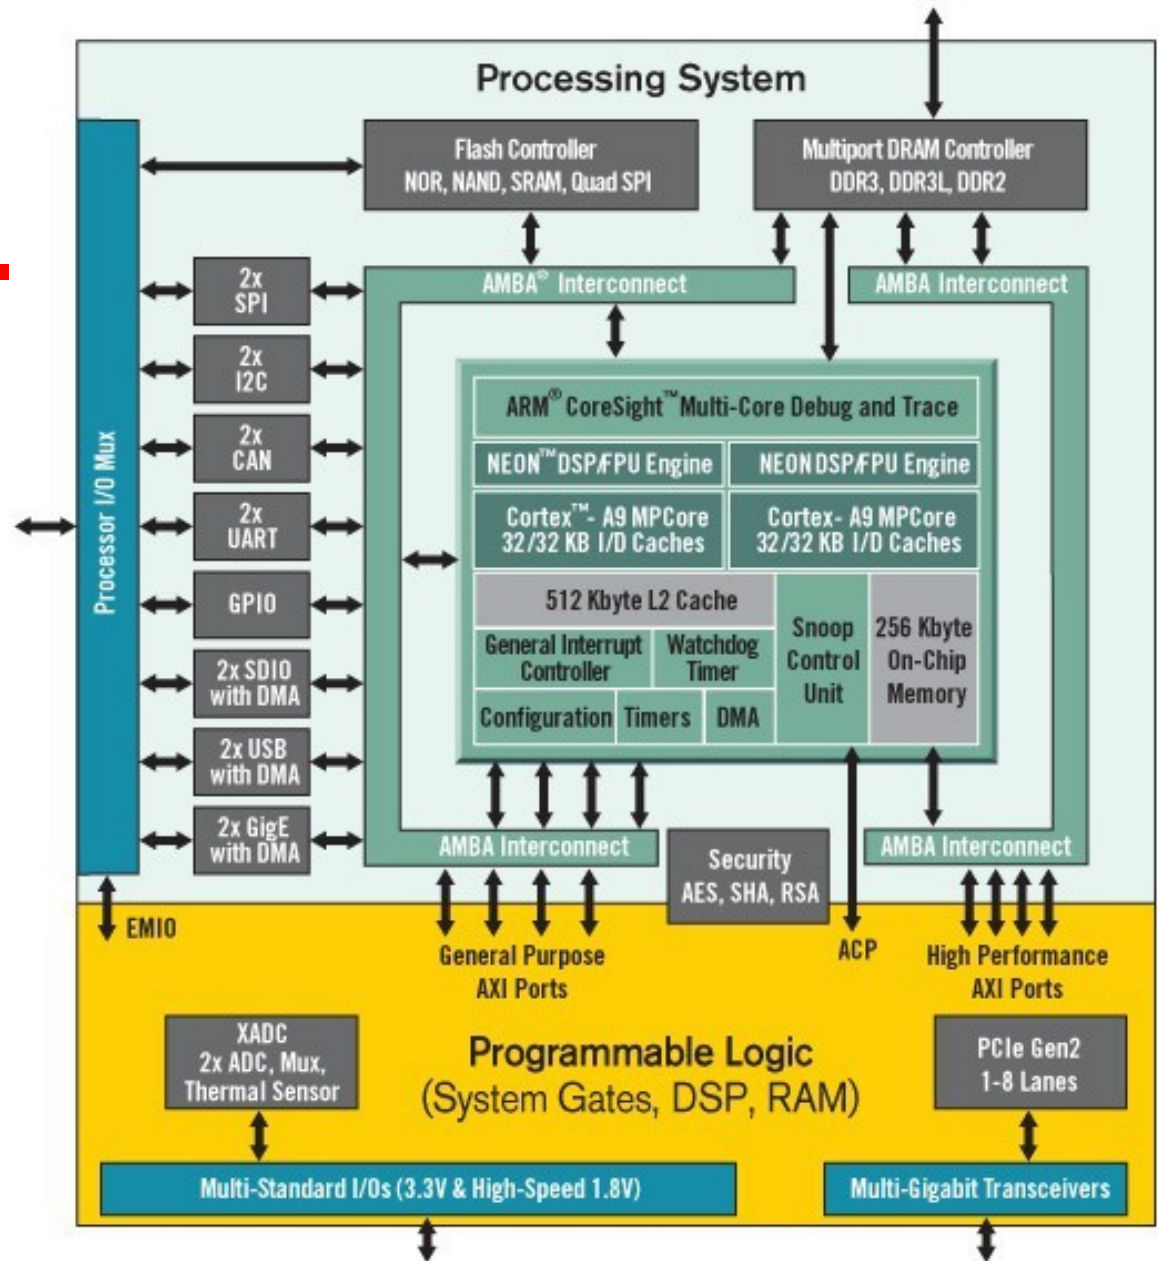 Processing System
Flash Controller
NOR, NAND, SRAM, Quad SPI
Multiport DRAM Controller
DDR3, DDR3L, DDR2
AMBA® Interconnect
AMBA Interconnect
Processor I/O Mux
2x
SPI
2x
I2C
2x
CAN
2x
UART
GPIO
2x SDIO
with DMA
2x USB
with DMA
2x GigE
with DMA
ARM® CoreSight™ Multi-Core Debug and Trace
NEON™ DSP/FPU Engine
NEON DSP/FPU Engine
Cortex™- A9 MPCore
32/32 KB I/D Caches
Cortex- A9 MPCore
32/32 KB I/D Caches
512 Kbyte L2 Cache
General Interrupt
Controller
Watchdog
Timer
Configuration
Timers
DMA
Snoop
Control
Unit
256 Kbyte
On-Chip
Memory
AMBA Interconnect
Security
AES, SHA, RSA
AMBA Interconnect
EMIO
General Purpose
AXI Ports
ACP
High Performance
AXI Ports
XADC
2x ADC, Mux,
Thermal Sensor
Programmable Logic
(System Gates, DSP, RAM)
PCIe Gen2
1-8 Lanes
Multi-Standard I/Os (3.3V & High-Speed 1.8V)
Multi-Gigabit Transceivers